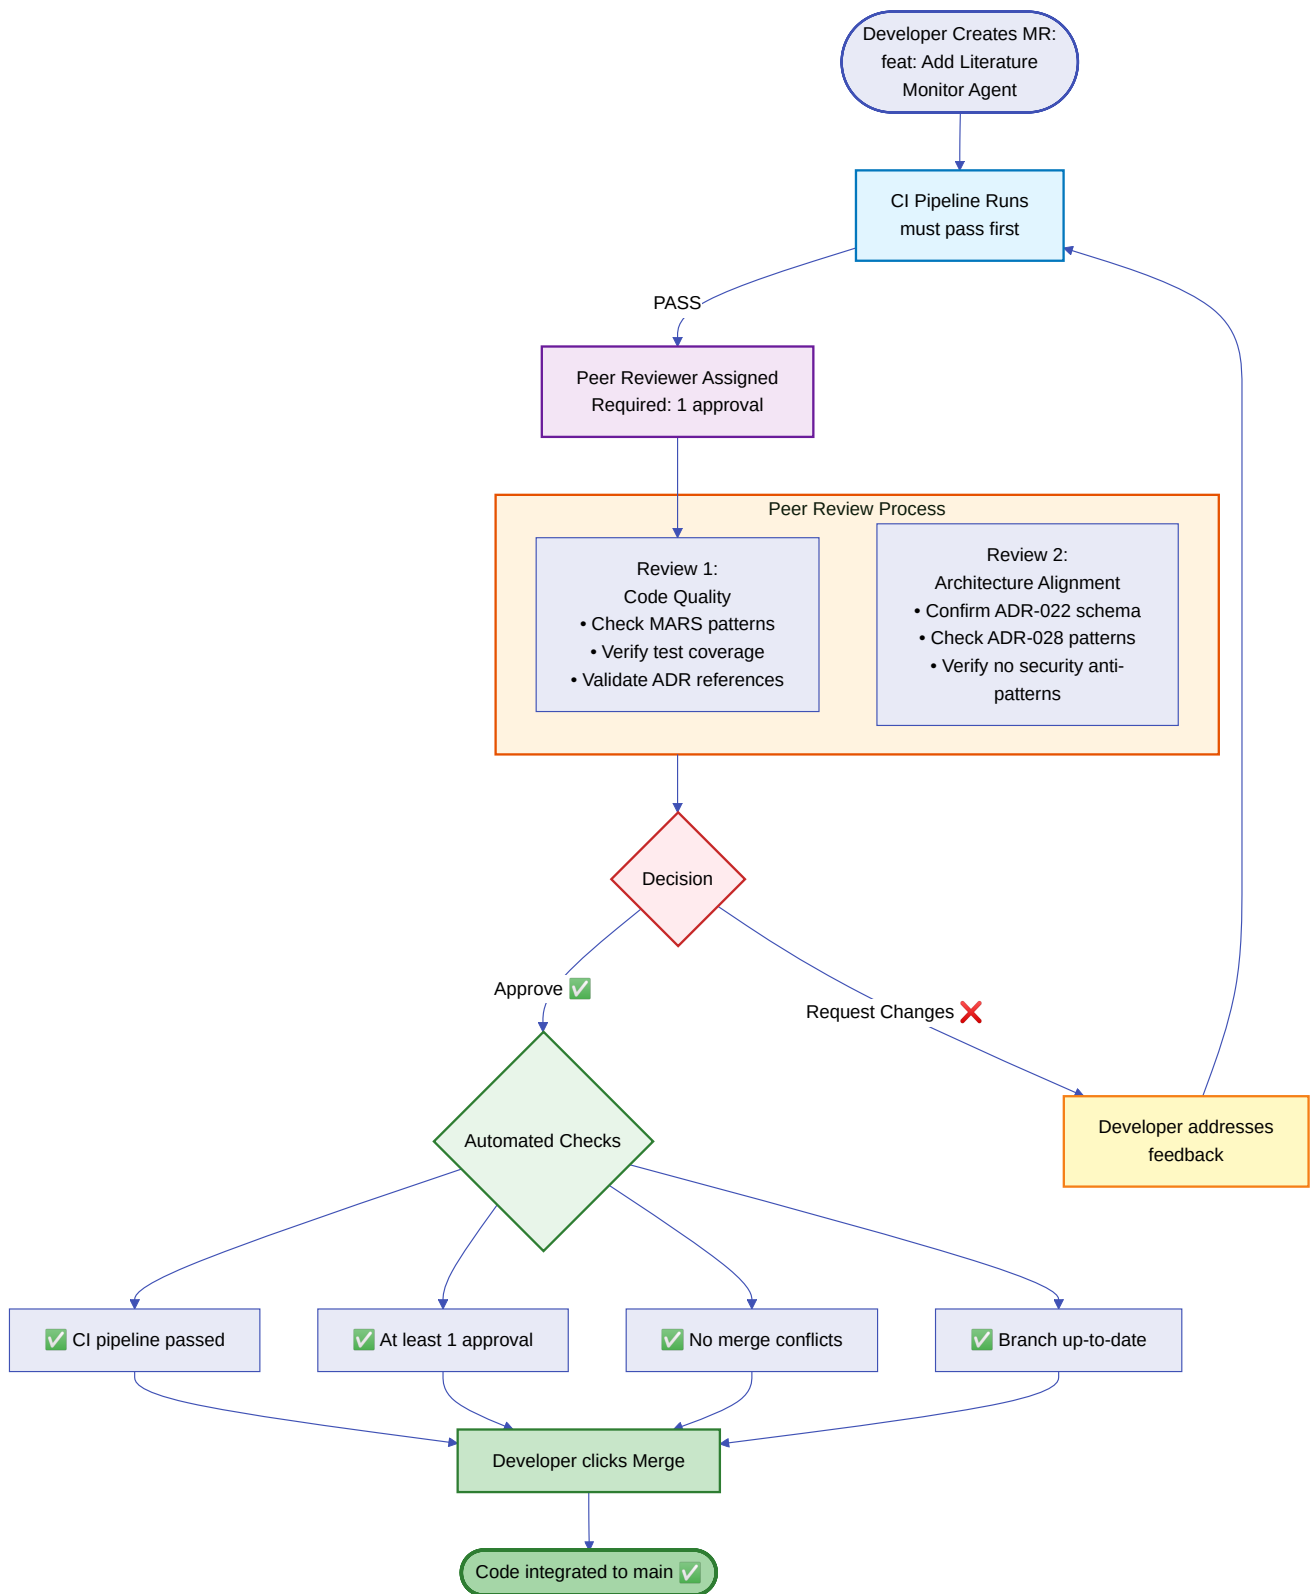 Developer Creates MR:
feat: Add Literature
Monitor Agent
CI Pipeline Runs
must pass first
PASS
Peer Reviewer Assigned
Required: 1 approval
Peer Review Process
Review 1:
Code Quality
• Check MARS patterns
• Verify test coverage
• Validate ADR references
Review 2:
Architecture Alignment
• Confirm ADR-022 schema
• Check ADR-028 patterns
• Verify no security anti-
patterns
Decision
Approve ✅
Request Changes ❌
Developer addresses
feedback
Automated Checks
✅ CI pipeline passed
✅ At least 1 approval
✅ No merge conflicts
✅ Branch up-to-date
Developer clicks Merge
Code integrated to main ✅